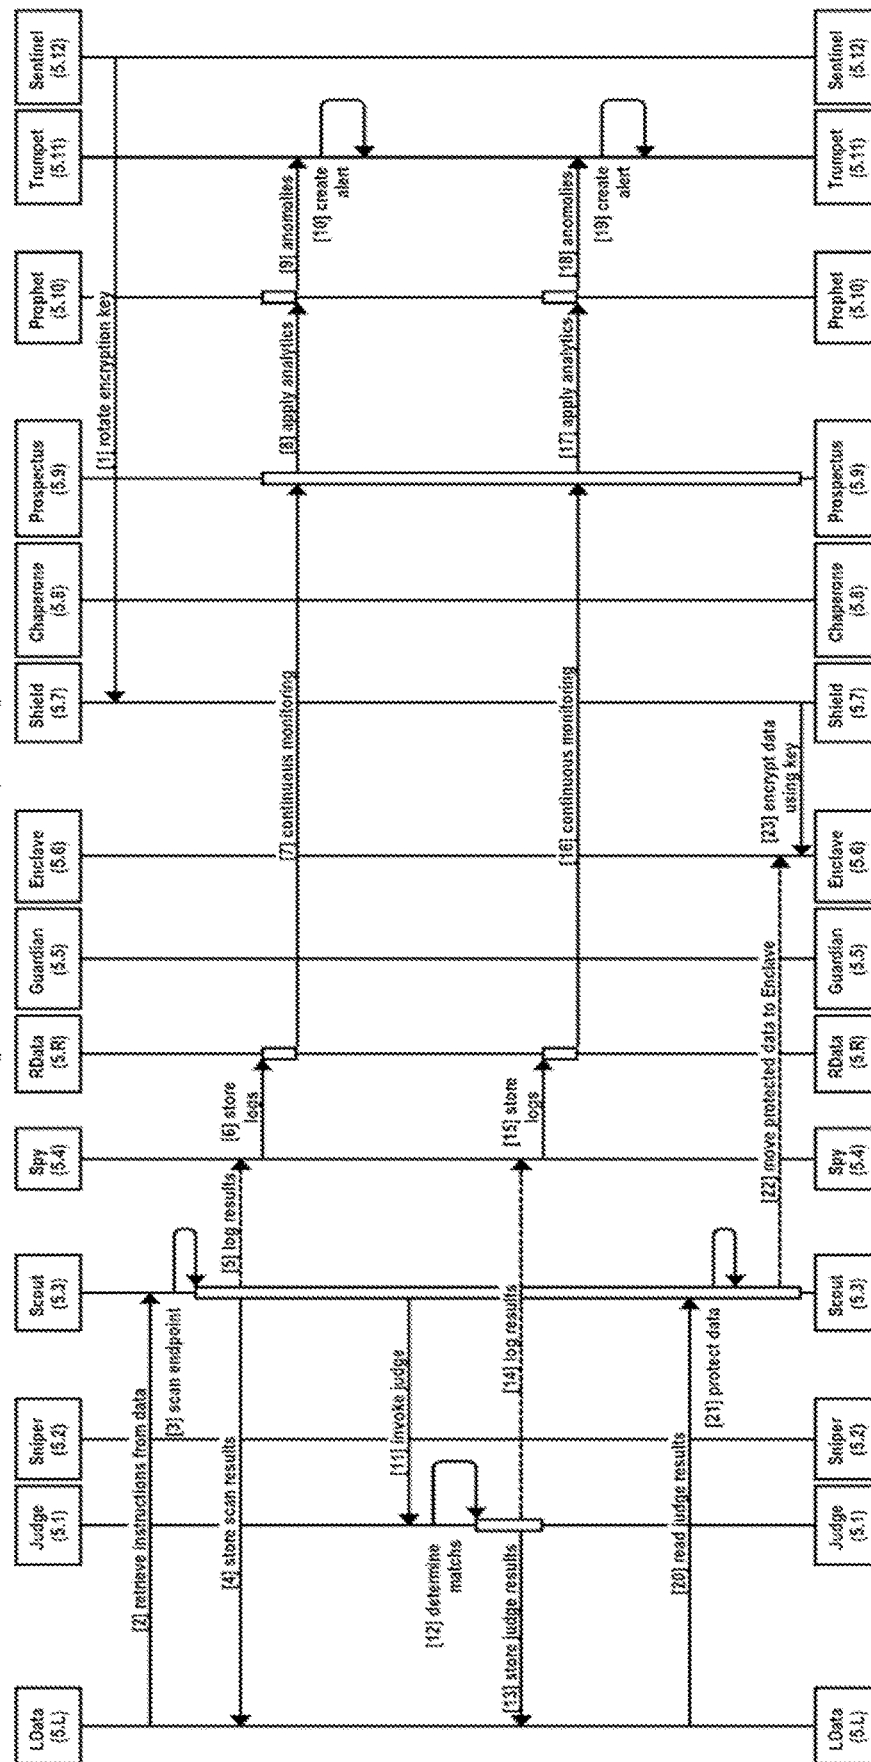 LData
(5.L)
Judge
(5.1)
Sniper
(5.2)
Scout
(5.3)
Spy
(5.4)
RData
(5.R)
Guardian
(5.5)
Enclave
(5.6)
Shield
(5.7)
Chaperone
(5.8)
Prospectus
(5.9)
Prophet
(5.10)
Trumpet
(5.11)
Sentinel
(5.12)
[1] rotate encryption key
[2] retrieve instructions from data
[3] scan endpoint
[4] store scan results
[5] log results
[6] store
logs
[7] continuous monitoring
[8] apply analytics
[9] anomolies
[10] create
alert
[11] invoke judge
[12] determine
matchs
[13] store judge results
[14] log results
[15] store
logs
[16] continuous monitoring
[17] apply analytics
[18] anomolies
[19] create
alert
[20] read judge results
[21] protect data
[22] move protected data to Enclave
[23] encrypt data
using key
LData
(5.L)
Judge
(5.1)
Sniper
(5.2)
Scout
(5.3)
Spy
(5.4)
RData
(5.R)
Guardian
(5.5)
Enclave
(5.6)
Shield
(5.7)
Chaperone
(5.8)
Prospectus
(5.9)
Prophet
(5.10)
Trumpet
(5.11)
Sentinel
(5.12)